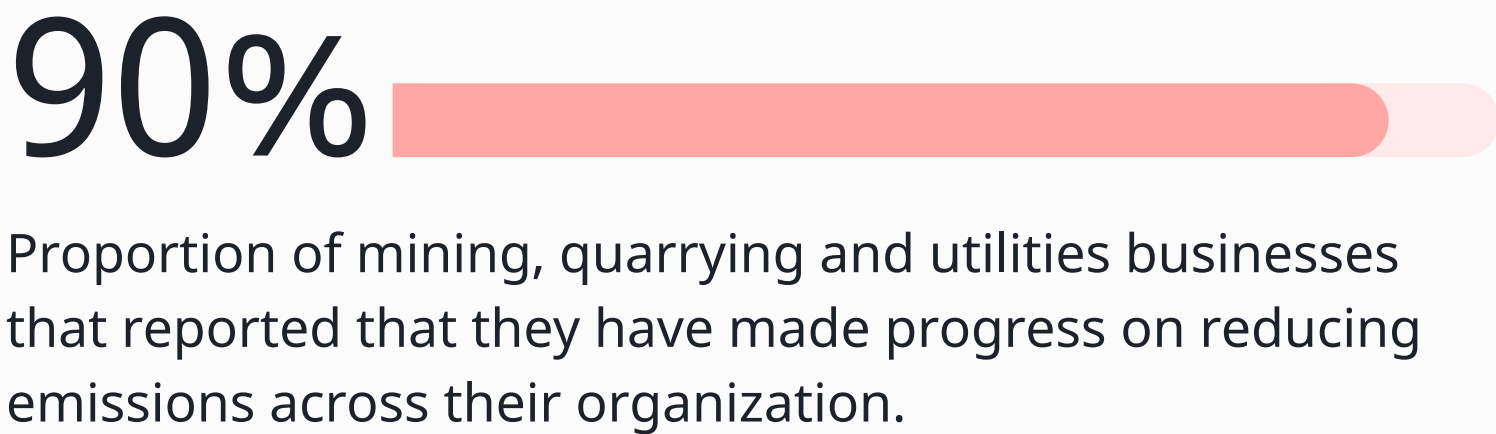 90%
Proportion of mining, quarrying and utilities businesses
that reported that they have made progress on reducing
emissions across their organization.